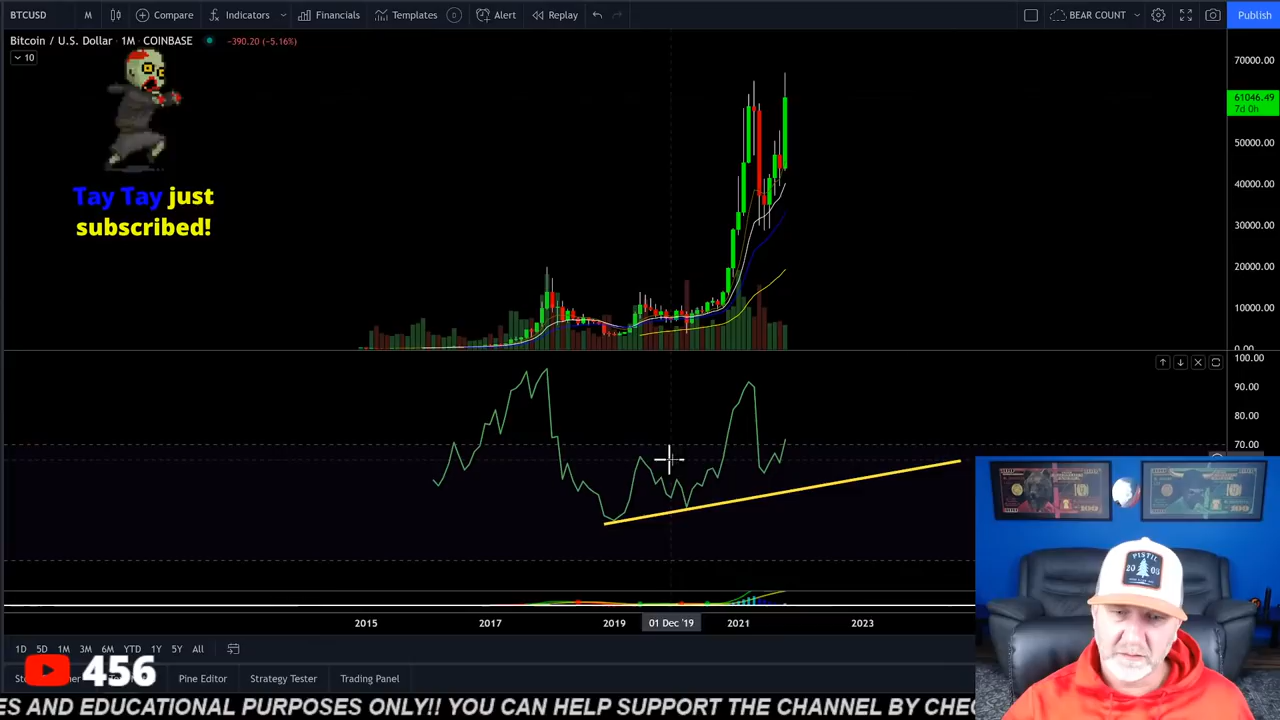 BTCUSD M Compare Indicators Financials Templates Alert Replay BEAR COUNT Publish
Bitcoin / U.S. Dollar 1M COINBASE −390.20 (−5.16%)
10
Tay Tay just
subscribed!
70000.00
61046.49
7d 0h
50000.00
40000.00
30000.00
20000.00
10000.00
0.00
100.00
90.00
80.00
70.00
PISTIL
2000
2015 2017 2019 01 Dec '19 2021 2023
1D 5D 1M 3M 6M YTD 1Y 5Y All
456
Pine Editor Strategy Tester Trading Panel
ES AND EDUCATIONAL PURPOSES ONLY!! YOU CAN HELP SUPPORT THE CHANNEL BY CHEC